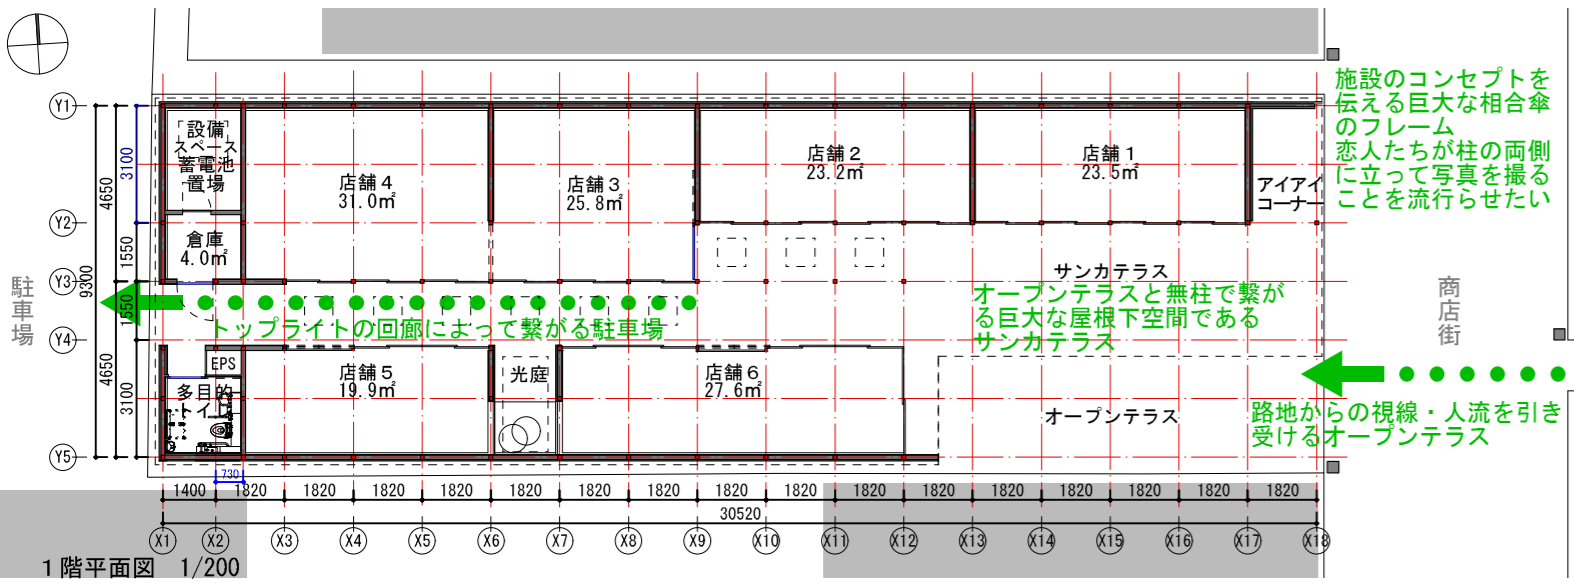 施設のコンセプトを
伝える巨大な相合傘
のフレーム
恋人たちが柱の両側
に立って写真を撮る
ことを流行らせたい
Y1
Y2
Y3
Y4
Y5
3100
4650
1550
9300
1550
4650
3100
設備
スペース
蓄電池
置場
倉庫
4.0㎡
店舗4
31.0㎡
店舗3
25.8㎡
店舗2
23.2㎡
店舗1
23.5㎡
アイアイ
コーナー
サンカテラス
駐車場
商店街
トップライトの回廊によって繋がる駐車場
オープンテラスと無柱で繋が
る巨大な屋根下空間である
サンカテラス
EPS
多目的
トイレ
店舗5
19.9㎡
光庭
店舗6
27.6㎡
オープンテラス
路地からの視線・人流を引き
受けるオープンテラス
730
1400 1820 1820 1820 1820 1820 1820 1820 1820 1820 1820 1820 1820 1820 1820 1820 1820
30520
X1 X2 X3 X4 X5 X6 X7 X8 X9 X10 X11 X12 X13 X14 X15 X16 X17 X18
1階平面図 1/200